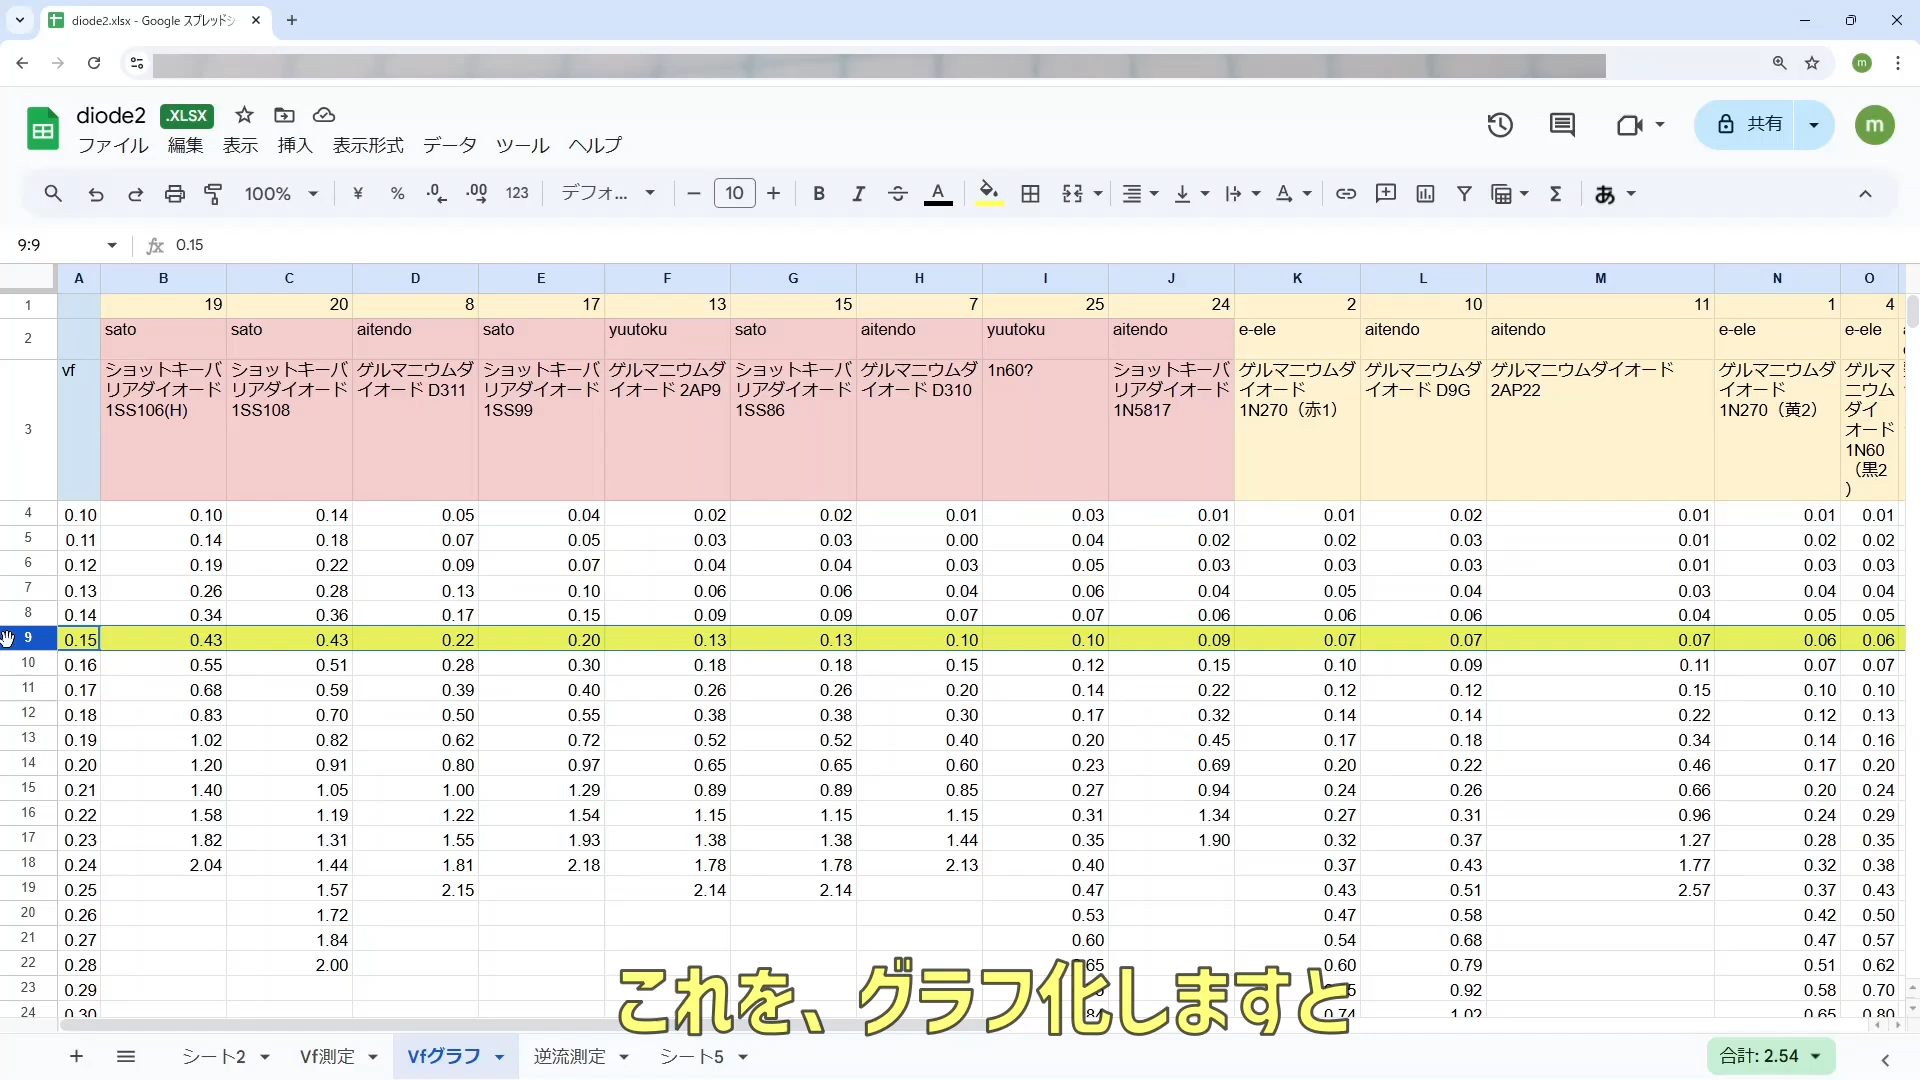 diode2.xlsx - Google スプレッドシ
diode2 .XLSX
ファイル 編集 表示 挿入 表示形式 データ ツール ヘルプ
共有 m
100% ¥ % .0 .00 123 デフォ... 10 B I A あ
9:9 fx 0.15
A B C D E F G H I J K L M N O
1 19 20 8 17 13 15 7 25 24 2 10 11 1 4
2 sato sato aitendo sato yuutoku sato aitendo yuutoku aitendo e-ele aitendo aitendo e-ele e-ele
3 vf
ショットキーバ
リアダイオード
1SS106(H)
ショットキーバ
リアダイオード
1SS108
ゲルマニウムダ
イオード D311
ショットキーバ
リアダイオード
1SS99
ゲルマニウムダ
イオード 2AP9
ショットキーバ
リアダイオード
1SS86
ゲルマニウムダ
イオード D310
1n60?
ショットキーバ
リアダイオード
1N5817
ゲルマニウムダ
イオード
1N270（赤1）
ゲルマニウムダ
イオード D9G
ゲルマニウムダイオード
2AP22
ゲルマニウムダ
イオード
1N270（黄2）
ゲルマ
ニウム
ダイ
オード
1N60
（黒2
）
4 0.10 0.10 0.14 0.05 0.04 0.02 0.02 0.01 0.03 0.01 0.01 0.02 0.01 0.01 0.01
5 0.11 0.14 0.18 0.07 0.05 0.03 0.03 0.00 0.04 0.02 0.02 0.03 0.01 0.02 0.02
6 0.12 0.19 0.22 0.09 0.07 0.04 0.04 0.03 0.05 0.03 0.03 0.03 0.01 0.03 0.03
7 0.13 0.26 0.28 0.13 0.10 0.06 0.06 0.04 0.06 0.04 0.05 0.04 0.03 0.04 0.04
8 0.14 0.34 0.36 0.17 0.15 0.09 0.09 0.07 0.07 0.06 0.06 0.06 0.04 0.05 0.05
9 0.15 0.43 0.43 0.22 0.20 0.13 0.13 0.10 0.10 0.09 0.07 0.07 0.07 0.06 0.06
10 0.16 0.55 0.51 0.28 0.30 0.18 0.18 0.15 0.12 0.15 0.10 0.09 0.11 0.07 0.07
11 0.17 0.68 0.59 0.39 0.40 0.26 0.26 0.20 0.14 0.22 0.12 0.12 0.15 0.10 0.10
12 0.18 0.83 0.70 0.50 0.55 0.38 0.38 0.30 0.17 0.32 0.14 0.14 0.22 0.12 0.13
13 0.19 1.02 0.82 0.62 0.72 0.52 0.52 0.40 0.20 0.45 0.17 0.18 0.34 0.14 0.16
14 0.20 1.20 0.91 0.80 0.97 0.65 0.65 0.60 0.23 0.69 0.20 0.22 0.46 0.17 0.20
15 0.21 1.40 1.05 1.00 1.29 0.89 0.89 0.85 0.27 0.94 0.24 0.26 0.66 0.20 0.24
16 0.22 1.58 1.19 1.22 1.54 1.15 1.15 1.15 0.31 1.34 0.27 0.31 0.96 0.24 0.29
17 0.23 1.82 1.31 1.55 1.93 1.38 1.38 1.44 0.35 1.90 0.32 0.37 1.27 0.28 0.35
18 0.24 2.04 1.44 1.81 2.18 1.78 1.78 2.13 0.40 0.37 0.43 1.77 0.32 0.38
19 0.25 1.57 2.15 2.14 2.14 0.47 0.43 0.51 2.57 0.37 0.43
20 0.26 1.72 0.53 0.47 0.58 0.42 0.50
21 0.27 1.84 0.60 0.54 0.68 0.47 0.57
22 0.28 2.00 0.60 0.79 0.51 0.62
23 0.29 0.92 0.58 0.70
24 0.30 0.74 1.02 0.65 0.80
これを、グラフ化しますと
シート2 Vf測定 Vfグラフ 逆流測定 シート5 合計: 2.54